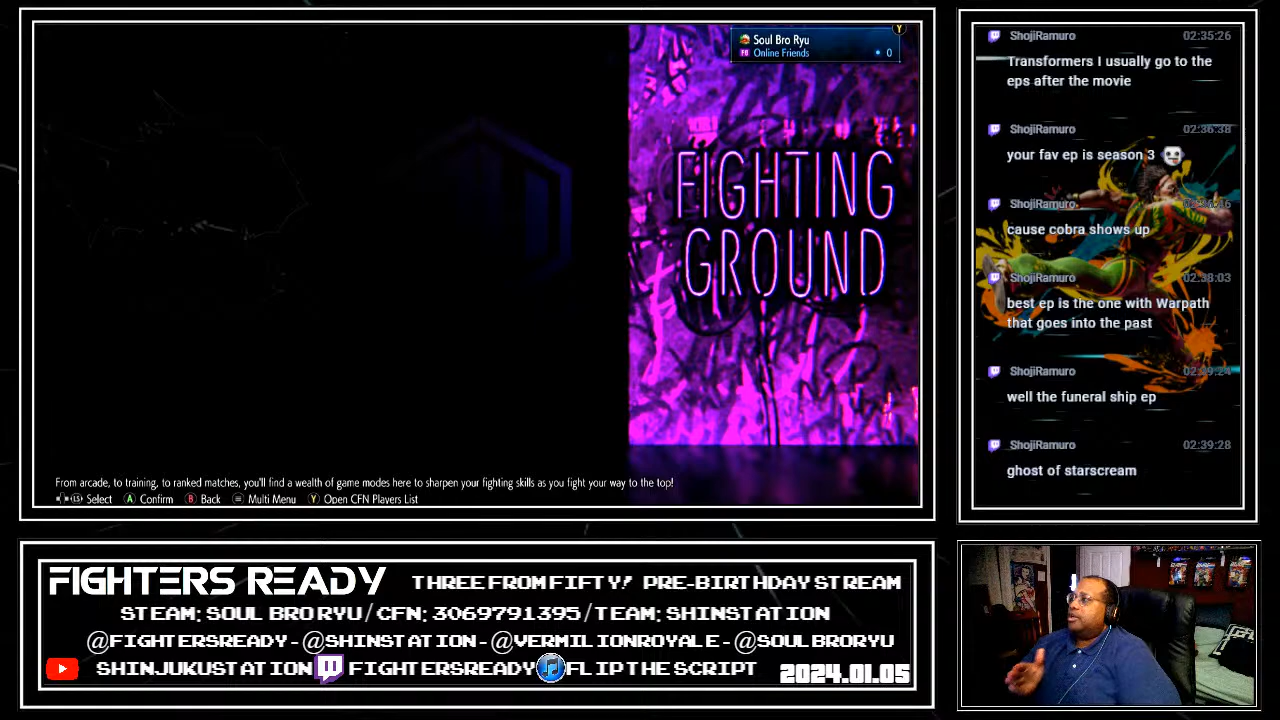 Soul Bro Ryu
Online Friends
0
Y
FIGHTING
GROUND
From arcade, to training, to ranked matches, you'll find a wealth of game modes here to sharpen your fighting skills as you fight your way to the top!
LS Select A Confirm B Back Multi Menu Y Open CFN Players List
ShojiRamuro 02:35:26
Transformers I usually go to the
eps after the movie
ShojiRamuro 02:36:38
your fav ep is season 3
ShojiRamuro
cause cobra shows up
ShojiRamuro 02:38:03
best ep is the one with Warpath
that goes into the past
ShojiRamuro 02:39:24
well the funeral ship ep
ShojiRamuro 02:39:28
ghost of starscream
FIGHTERS READY THREE FROM FIFTY! PRE-BIRTHDAY STREAM
STEAM: SOUL BRO RYU / CFN: 3069791395 / TEAM: SHINSTATION
@FIGHTERSREADY - @SHINSTATION - @VERMILIONROYALE - @SOULBRORYU
SHINJUKUSTATION FIGHTERSREADY FLIP THE SCRIPT 2024.01.05